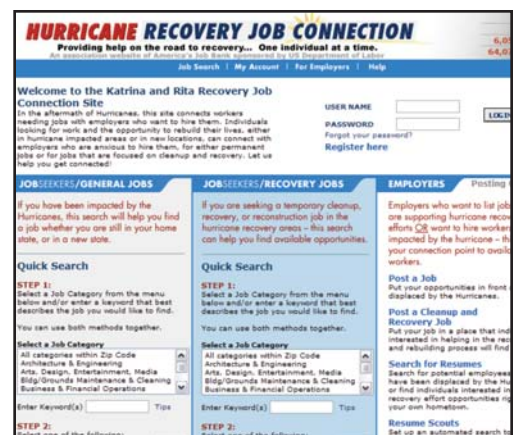 HURRICANE RECOVERY JOB CONNECTION
Providing help on the road to recovery... One individual at a time.
An association website of America's Job Bank sponsored by US Department of Labor
Job Search | My Account | For Employers | Help
Welcome to the Katrina and Rita Recovery Job
Connection Site
In the aftermath of Hurricanes, this site connects workers
needing jobs with employers who want to hire them. Individuals
looking for work and the opportunity to rebuild their lives, either
in hurricane impacted areas or in new locations, can connect with
employers who are anxious to hire them, for either permanent
jobs or for jobs that are focused on cleanup and recovery. Let us
help you get connected!
USER NAME
PASSWORD
LOGIN
Forgot your password?
Register here
JOBSEEKERS/GENERAL JOBS
If you have been impacted by the
Hurricanes, this search will help you find
a job whether you are still in your home
state, or in a new state.
Quick Search
STEP 1:
Select a Job Category from the menu
below and/or enter a keyword that best
describes the job you would like to find.
You can use both methods together.
Select a Job Category
All categories within Zip Code
Architecture & Engineering
Arts, Design, Entertainment, Media
Bldg/Grounds Maintenance & Cleaning
Business & Financial Operations
Enter Keyword(s) Tips
STEP 2:
Select one of the following:
JOBSEEKERS/RECOVERY JOBS
If you are seeking a temporary cleanup,
recovery, or reconstruction job in the
hurricane recovery areas – this search
can help you find available opportunities.
Quick Search
STEP 1:
Select a Job Category from the menu
below and/or enter a keyword that best
describes the job you would like to find.
You can use both methods together.
Select a Job Category
All categories within Zip Code
Architecture & Engineering
Arts, Design, Entertainment, Media
Bldg/Grounds Maintenance & Cleaning
Business & Financial Operations
Enter Keyword(s) Tips
STEP 2:
Select one of the following:
EMPLOYERS Posting
Employers who want to list job
are supporting hurricane recov
efforts OR want to hire workers
impacted by the hurricane – th
your connection point to availa
workers.
Post a Job
Put your opportunities in front
displaced by the Hurricanes.
Post a Cleanup and
Recovery Job
Put your job in a place that ind
interested in helping in the rec
and rebuilding process will find
Search for Resumes
Search for potential employees
have been displaced by the Hu
or find individuals interested in
recovery effort opportunities rig
your own hometown.
Resume Scouts
Set up an automated search to